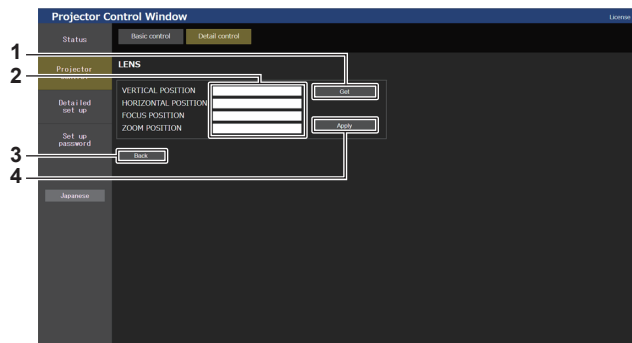 Projector Control Window
License
Status
Basic control
Detail control
1
2
Projector
control
LENS
VERTICAL POSITION
Get
HORIZONTAL POSITION
FOCUS POSITION
ZOOM POSITION
Apply
Detailed
set up
Set up
password
3
Back
4
Japanese